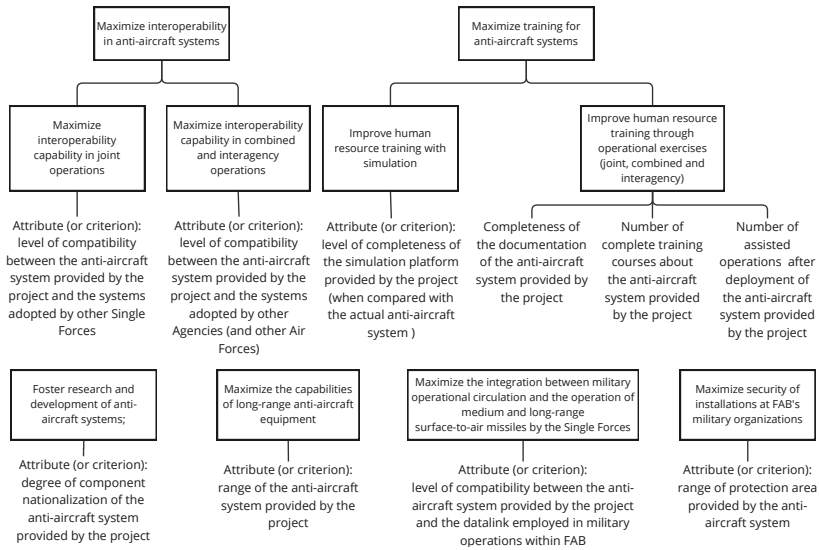 Maximize interoperability
in anti-aircraft systems
Maximize training for
anti-aircraft systems
Maximize
interoperability
capability in joint
operations
Maximize interoperability
capability in combined
and interagency
operations
Improve human
resource training with
simulation
Improve human resource
training through
operational exercises
(joint, combined and
interagency)
Attribute (or criterion):
level of compatibility
between the anti-aircraft
system provided by the
project and the systems
adopted by other Single
Forces
Attribute (or criterion):
level of compatibility
between the anti-aircraft
system provided by the
project and the systems
adopted by other
Agencies (and other Air
Forces)
Attribute (or criterion):
level of completeness of
the simulation platform
provided by the project
(when compared with
the actual anti-aircraft
system )
Completeness of
the documentation
of the anti-aircraft
system provided by
the project
Number of
complete training
courses about
the anti-aircraft
system provided
by the project
Number of
assisted
operations after
deployment of
the anti-aircraft
system provided
by the project
Foster research and
development of anti-
aircraft systems;
Maximize the capabilities
of long-range anti-aircraft
equipment
Maximize the integration between military
operational circulation and the operation of
medium and long-range
surface-to-air missiles by the Single Forces
Maximize security of
installations at FAB's
military organizations
Attribute (or criterion):
degree of component
nationalization of the
anti-aircraft system
provided by the project
Attribute (or criterion):
range of the anti-aircraft
system provided by the
project
Attribute (or criterion):
level of compatibility between the anti-
aircraft system provided by the project
and the datalink employed in military
operations within FAB
Attribute (or criterion):
range of protection area
provided by the anti-
aircraft system